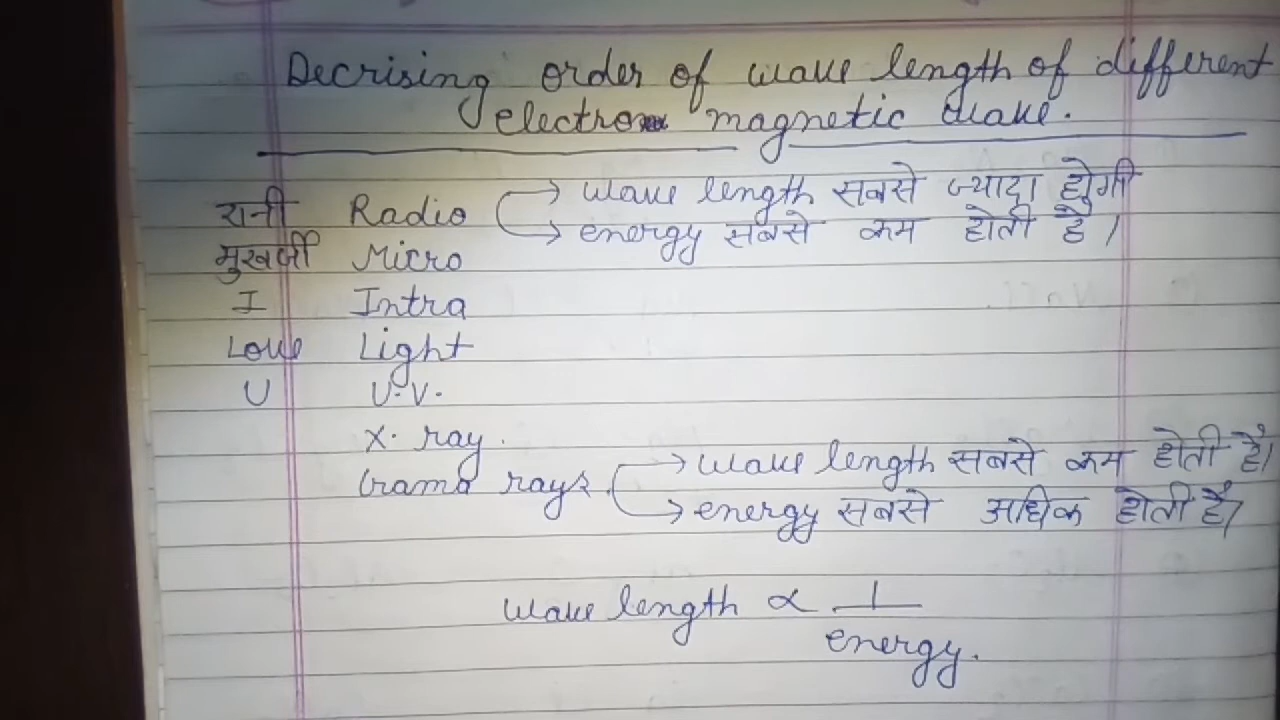 Decrising order of wave length of different
electro magnetic wave.
रानी Radio → wave length सबसे ज्यादा होगी
→ energy सबसे कम होती है।
मुखर्जी Micro
I Intra
Love Light
U U.V.
X. ray.
Grama rays. → wave length सबसे कम होती है।
→ energy सबसे अधिक होती है।
wave length ∝ 1
energy.